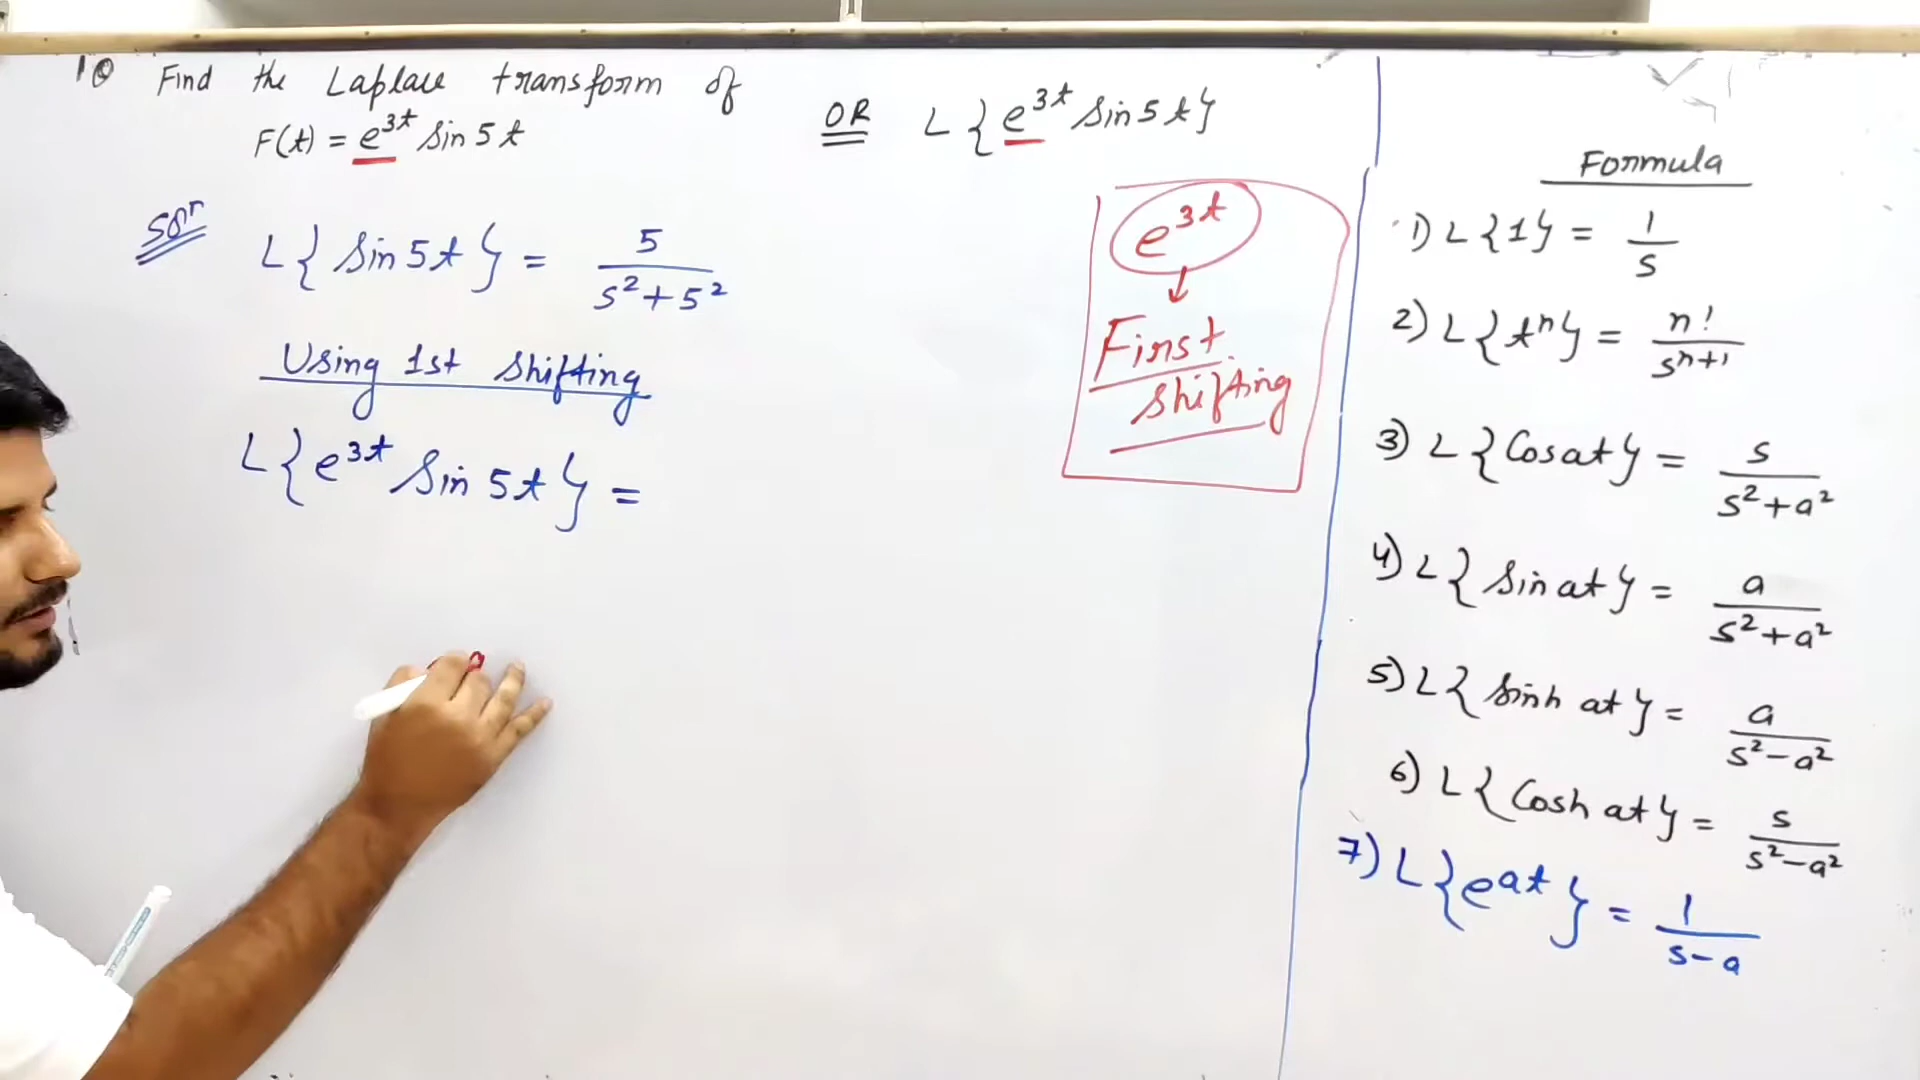 1Q Find the Laplace transform of
F(t) = e^3t Sin 5t
OR L{e^3t Sin 5t}
Solⁿ
L{Sin 5t} = 5/(s²+5²)
Using 1st Shifting
L{e^3t Sin 5t} =
e^3t
↓
First
Shifting
Formula
1) L{1} = 1/s
2) L{tⁿ} = n!/s^(n+1)
3) L{Cos at} = s/(s²+a²)
4) L{Sin at} = a/(s²+a²)
5) L{Sinh at} = a/(s²-a²)
6) L{Cosh at} = s/(s²-a²)
7) L{e^at} = 1/(s-a)